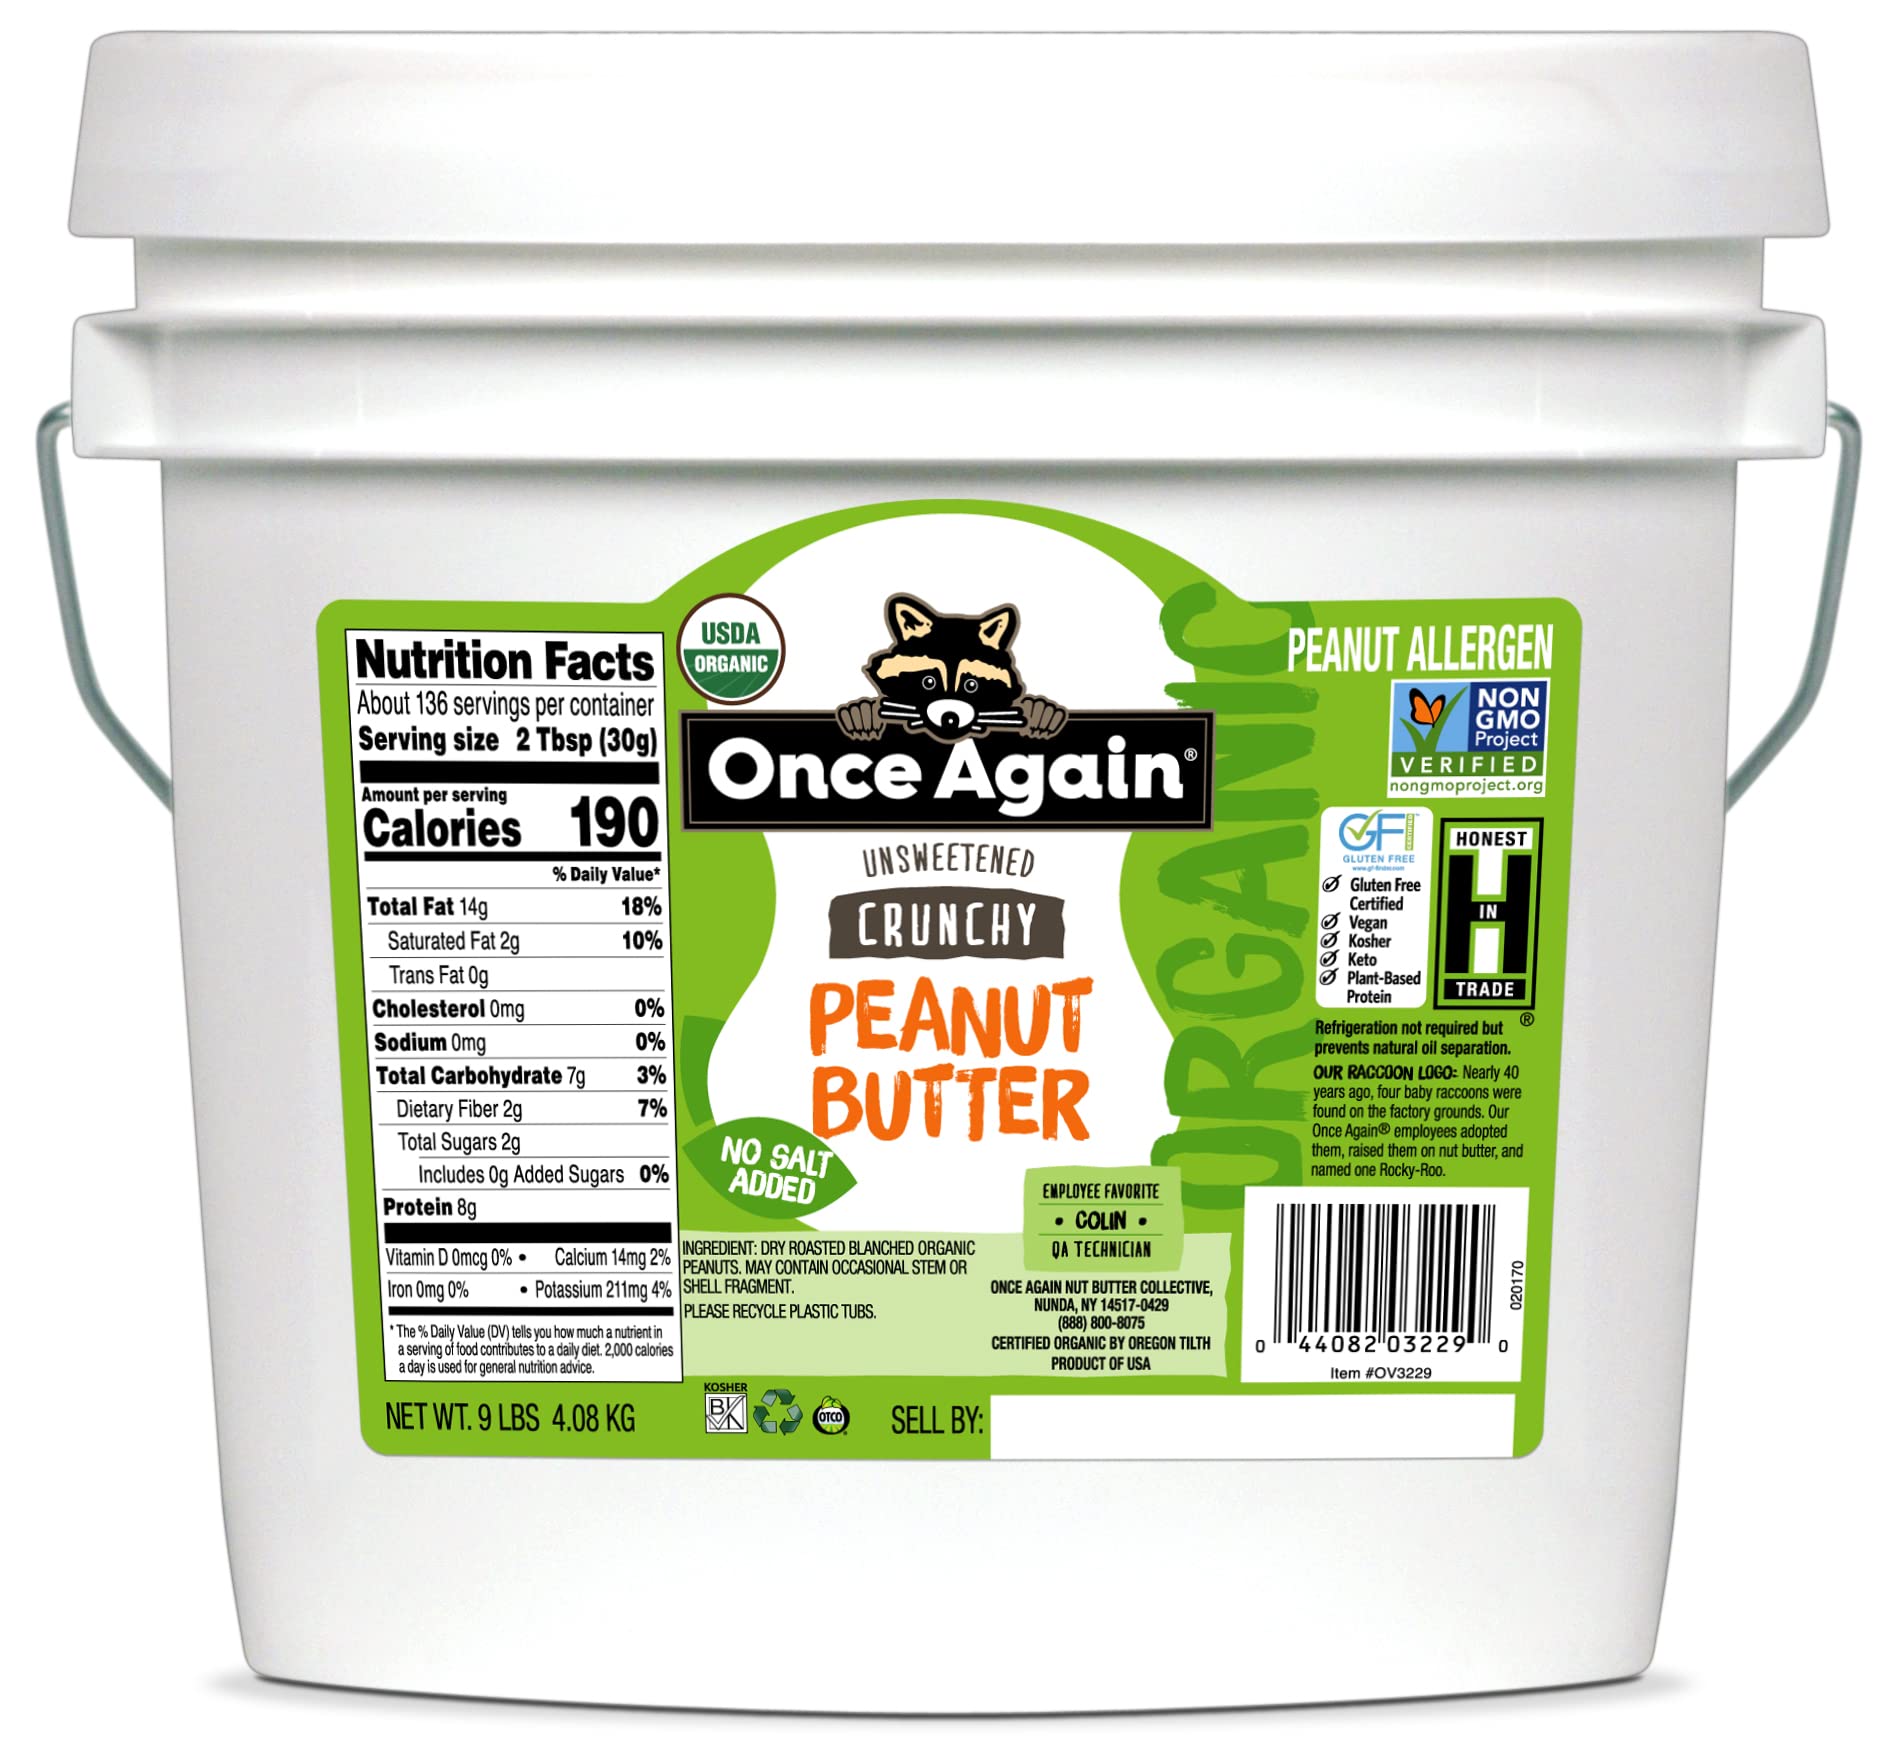 Nutrition Facts
About 136 servings per container
Serving size 2 Tbsp (30g)
Amount per serving
Calories 190
% Daily Value*
Total Fat 14g 18%
Saturated Fat 2g 10%
Trans Fat 0g
Cholesterol 0mg 0%
Sodium 0mg 0%
Total Carbohydrate 7g 3%
Dietary Fiber 2g 7%
Total Sugars 2g
Includes 0g Added Sugars 0%
Protein 8g
Vitamin D 0mcg 0% • Calcium 14mg 2%
Iron 0mg 0% • Potassium 211mg 4%
* The % Daily Value (DV) tells you how much a nutrient in
a serving of food contributes to a daily diet. 2,000 calories
a day is used for general nutrition advice.
NET WT. 9 LBS 4.08 KG
USDA
ORGANIC
Once Again®
UNSWEETENED
CRUNCHY
PEANUT
BUTTER
NO SALT
ADDED
ORGANIC
EMPLOYEE FAVORITE
• COLIN •
QA TECHNICIAN
INGREDIENT: DRY ROASTED BLANCHED ORGANIC
PEANUTS. MAY CONTAIN OCCASIONAL STEM OR
SHELL FRAGMENT.
PLEASE RECYCLE PLASTIC TUBS.
ONCE AGAIN NUT BUTTER COLLECTIVE,
NUNDA, NY 14517-0429
(888) 800-8075
CERTIFIED ORGANIC BY OREGON TILTH
PRODUCT OF USA
KOSHER
BVK
OTCO
SELL BY:
PEANUT ALLERGEN
NON
GMO
Project
VERIFIED
nongmoproject.org
GF CERTIFIED™
GLUTEN FREE
Gluten Free
Certified
Vegan
Kosher
Keto
Plant-Based
Protein
HONEST
IN
TRADE
®
Refrigeration not required but
prevents natural oil separation.
OUR RACCOON LOGO: Nearly 40
years ago, four baby raccoons were
found on the factory grounds. Our
Once Again® employees adopted
them, raised them on nut butter, and
named one Rocky-Roo.
020170
0 44082 03229 0
Item #OV3229